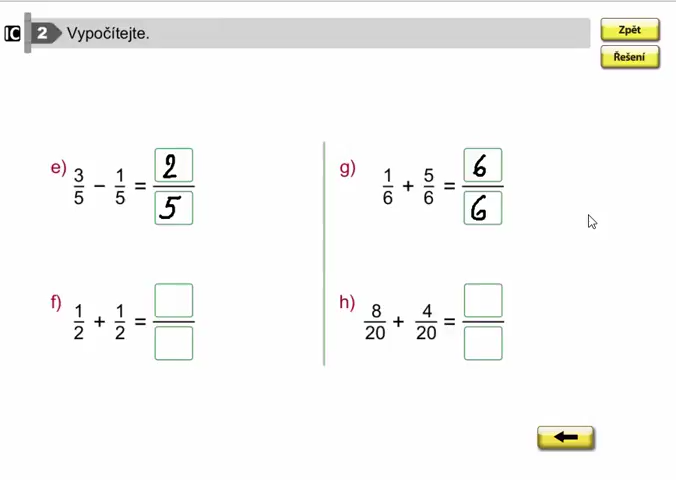 IC 2 Vypočítejte.
Zpět
Řešení
e) 3/5 − 1/5 = 2/5
g) 1/6 + 5/6 = 6/6
f) 1/2 + 1/2 =
h) 8/20 + 4/20 =